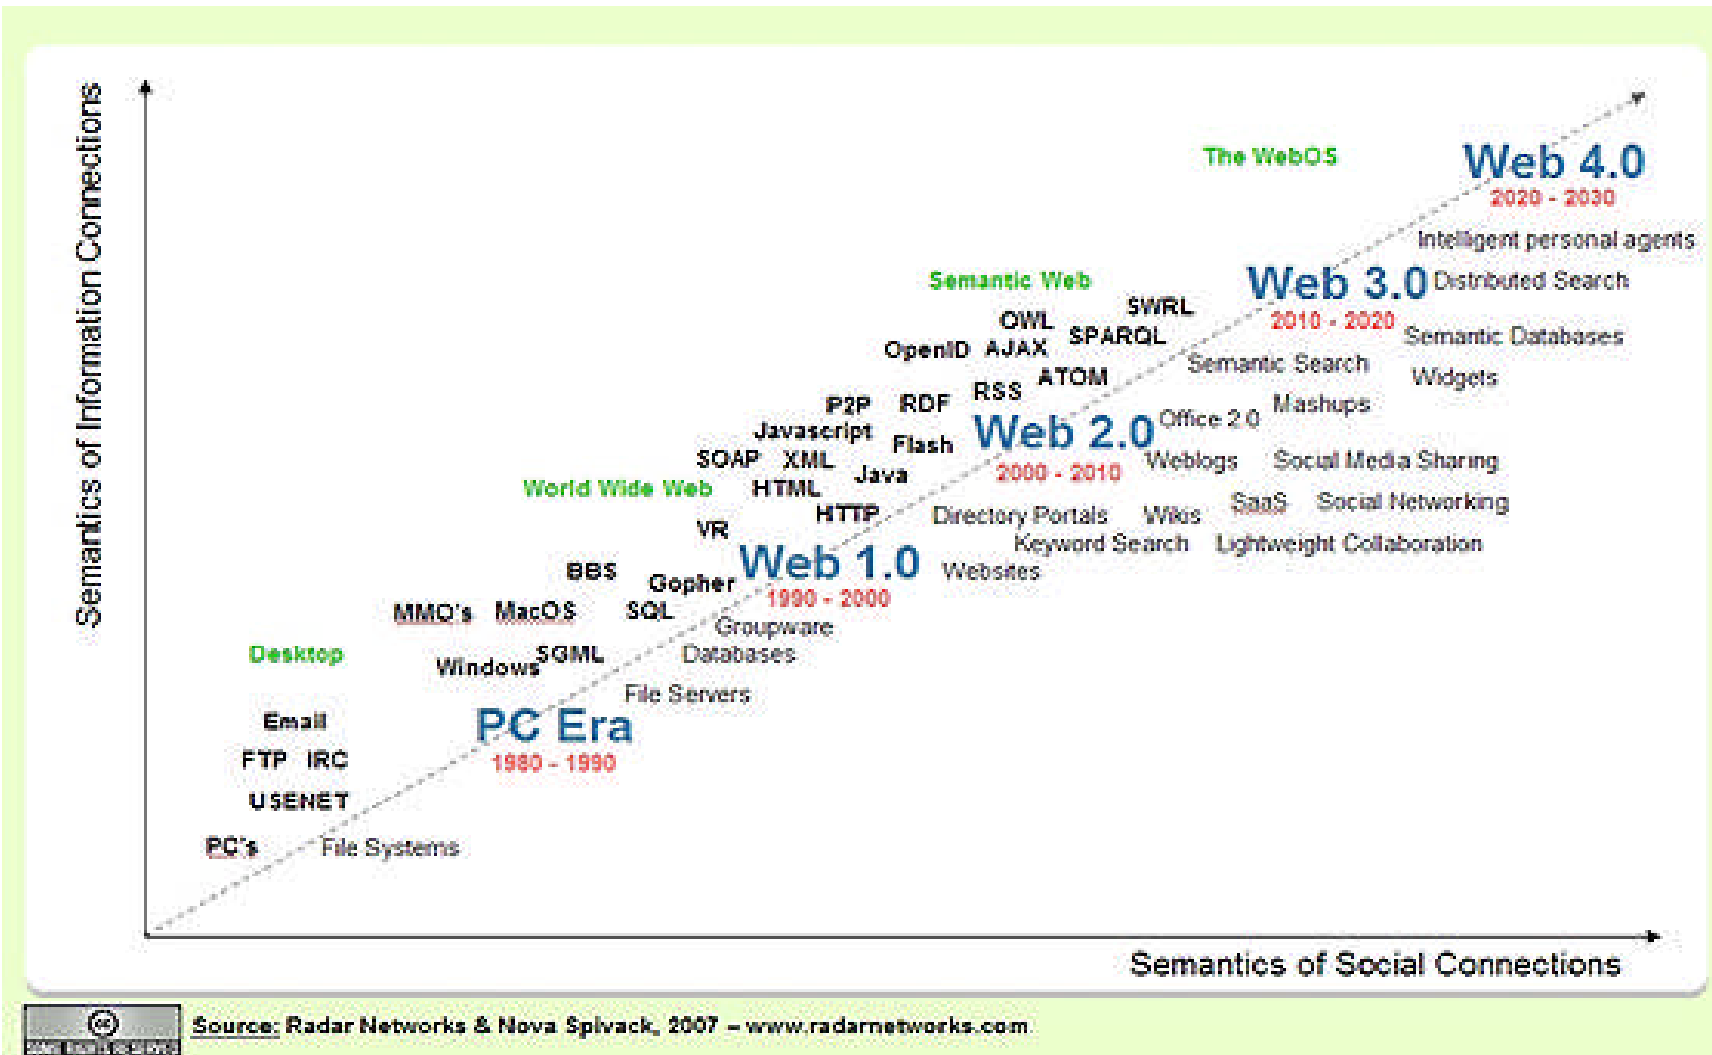 Semantics of Information Connections
The WebOS
Web 4.0
2020 - 2030
Intelligent personal agents
Semantic Web
Web 3.0
Distributed Search
2010 - 2020
SWRL
OWL
SPARQL
Semantic Databases
OpenID AJAX
Semantic Search
Widgets
ATOM
RSS
P2P RDF
Mashups
Office 2.0
Javascript
Flash
Web 2.0
2000 - 2010
SOAP XML
Java
Weblogs Social Media Sharing
World Wide Web
HTML
SaaS Social Networking
HTTP
Directory Portals Wikis
VR
Keyword Search Lightweight Collaboration
Web 1.0
1990 - 2000
Websites
BBS
Gopher
MMO's MacOS SQL
Groupware
Desktop
SGML
Databases
Windows
File Servers
Email
PC Era
1980 - 1990
FTP IRC
USENET
PC's File Systems
Semantics of Social Connections
cc
Source: Radar Networks & Nova Spivack, 2007 – www.radarnetworks.com